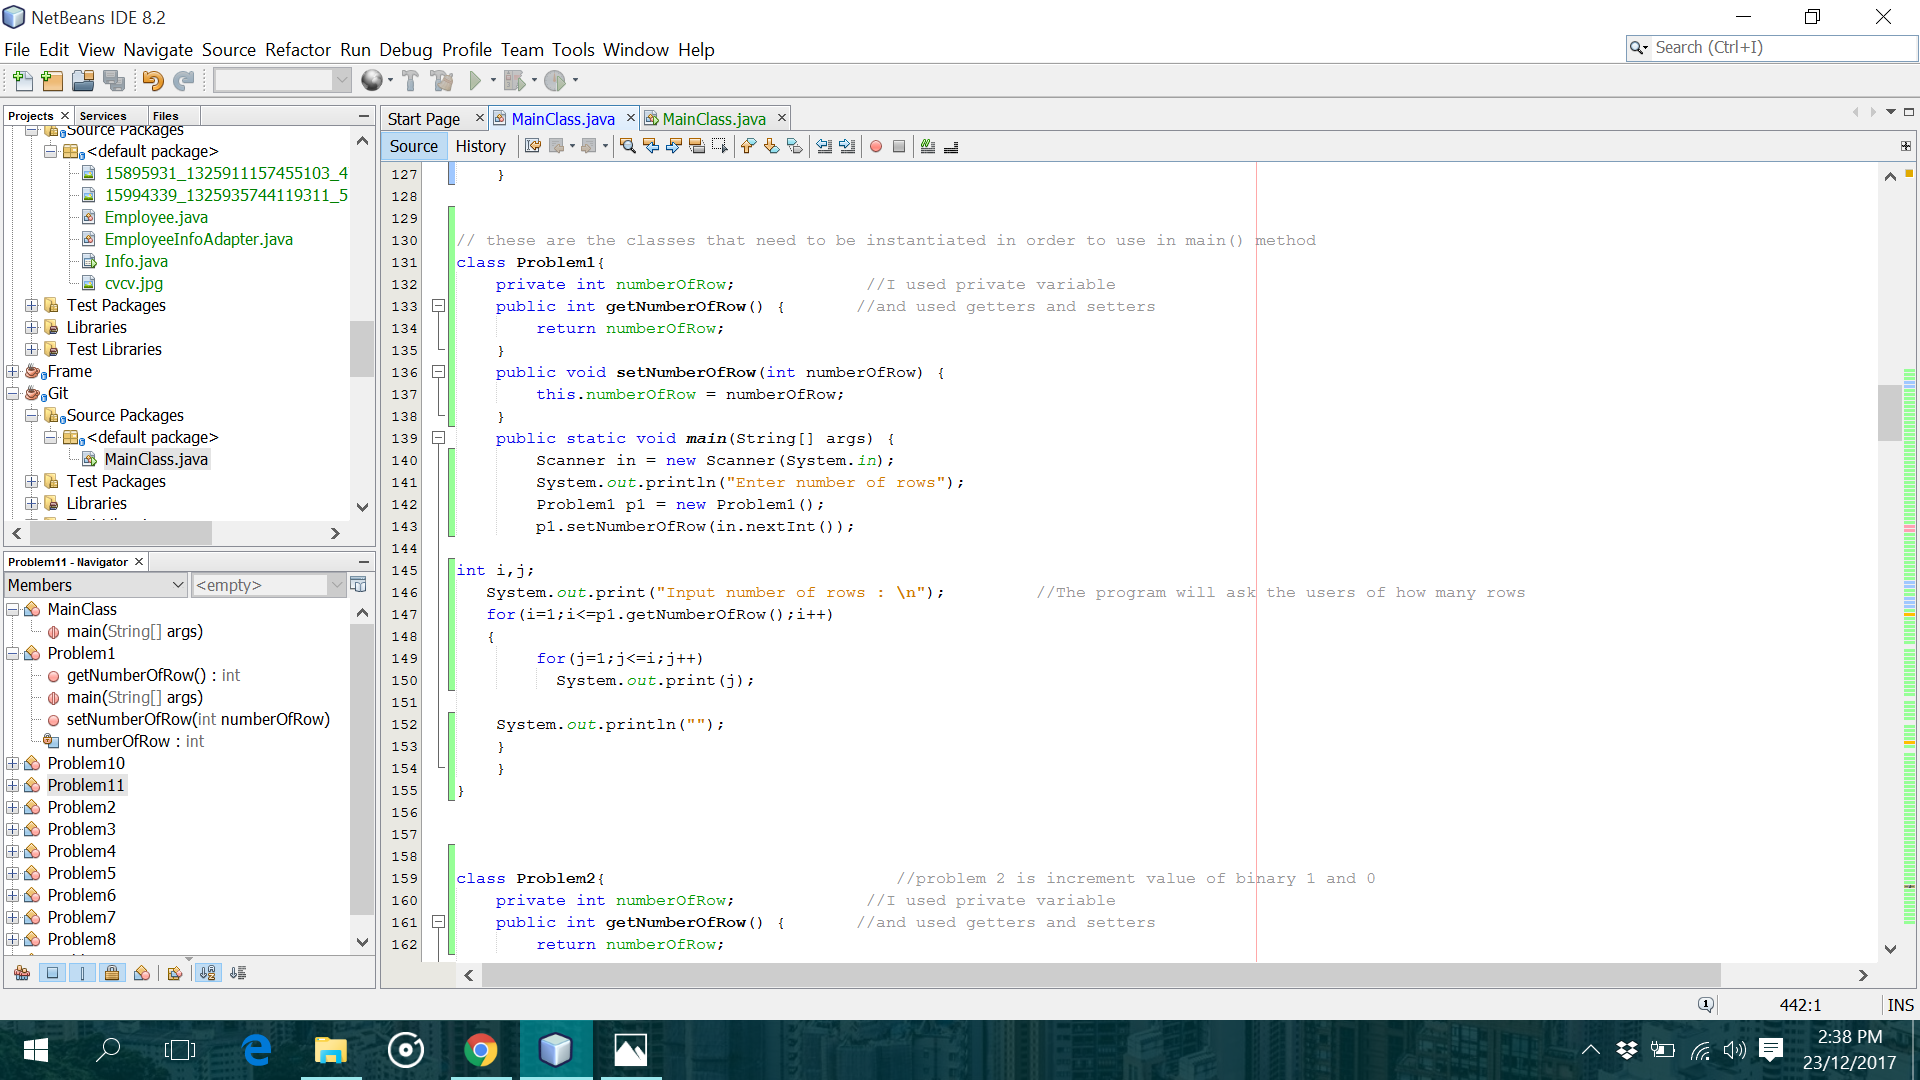 NetBeans IDE 8.2
File Edit View Navigate Source Refactor Run Debug Profile Team Tools Window Help
Search (Ctrl+I)
Projects Services Files
Source Packages
<default package>
15895931_1325911157455103_4
15994339_1325935744119311_5
Employee.java
EmployeeInfoAdapter.java
Info.java
cvcv.jpg
Test Packages
Libraries
Test Libraries
Frame
Git
Source Packages
<default package>
MainClass.java
Test Packages
Libraries
Problem11 - Navigator
Members <empty>
MainClass
main(String[] args)
Problem1
getNumberOfRow() : int
main(String[] args)
setNumberOfRow(int numberOfRow)
numberOfRow : int
Problem10
Problem11
Problem2
Problem3
Problem4
Problem5
Problem6
Problem7
Problem8
Start Page MainClass.java MainClass.java
Source History
127 }
128
129
130 // these are the classes that need to be instantiated in order to use in main() method
131 class Problem1{
132 private int numberOfRow; //I used private variable
133 public int getNumberOfRow() { //and used getters and setters
134 return numberOfRow;
135 }
136 public void setNumberOfRow(int numberOfRow) {
137 this.numberOfRow = numberOfRow;
138 }
139 public static void main(String[] args) {
140 Scanner in = new Scanner(System.in);
141 System.out.println("Enter number of rows");
142 Problem1 p1 = new Problem1();
143 p1.setNumberOfRow(in.nextInt());
144
145 int i,j;
146 System.out.print("Input number of rows : \n"); //The program will ask the users of how many rows
147 for(i=1;i<=p1.getNumberOfRow();i++)
148 {
149 for(j=1;j<=i;j++)
150 System.out.print(j);
151
152 System.out.println("");
153 }
154 }
155 }
156
157
158
159 class Problem2{ //problem 2 is increment value of binary 1 and 0
160 private int numberOfRow; //I used private variable
161 public int getNumberOfRow() { //and used getters and setters
162 return numberOfRow;
442:1 INS
2:38 PM
23/12/2017